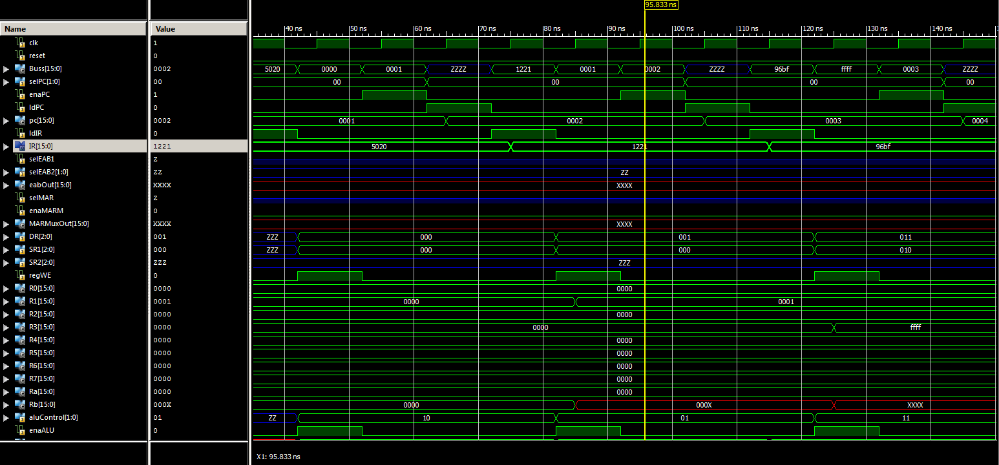 95.833 ns
Name Value 40 ns 50 ns 60 ns 70 ns 80 ns 90 ns 100 ns 110 ns 120 ns 130 ns 140 ns
clk 1
reset 0
Buss[15:0] 0002 5020 0000 0001 ZZZZ 1221 0001 0002 ZZZZ 96bf ffff 0003 ZZZZ
selPC[1:0] 00 00 00 00 00
enaPC 1
ldPC 0
pc[15:0] 0002 0001 0002 0003 0004
ldIR 0
IR[15:0] 1221 5020 1221 96bf
selEAB1 Z
selEAB2[1:0] ZZ ZZ
eabOut[15:0] XXXX XXXX
selMAR Z
enaMARM 0
MARMuxOut[15:0] XXXX XXXX
DR[2:0] 001 ZZZ 000 001 011
SR1[2:0] 000 ZZZ 000 000 010
SR2[2:0] ZZZ ZZZ
regWE 0
R0[15:0] 0000 0000
R1[15:0] 0001 0000 0001
R2[15:0] 0000 0000
R3[15:0] 0000 0000 ffff
R4[15:0] 0000 0000
R5[15:0] 0000 0000
R6[15:0] 0000 0000
R7[15:0] 0000 0000
Ra[15:0] 0000 0000
Rb[15:0] 000X 0000 000X XXXX
aluControl[1:0] 01 ZZ 10 01 11
enaALU 0
X1: 95.833 ns